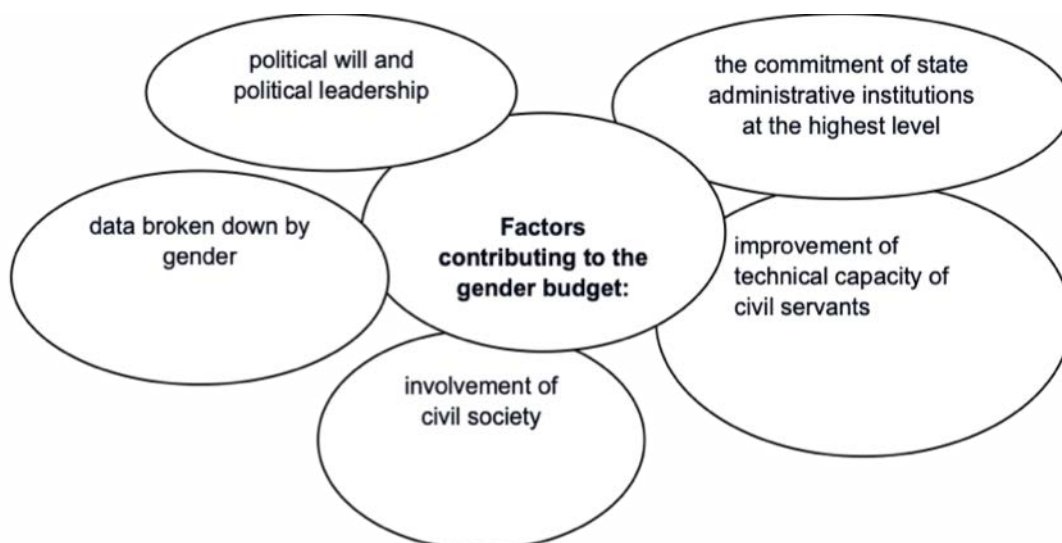 political will and
political leadership
the commitment of state
administrative institutions
at the highest level
data broken down by
gender
Factors
contributing to the
gender budget:
improvement of
technical capacity of
civil servants
involvement of
civil society